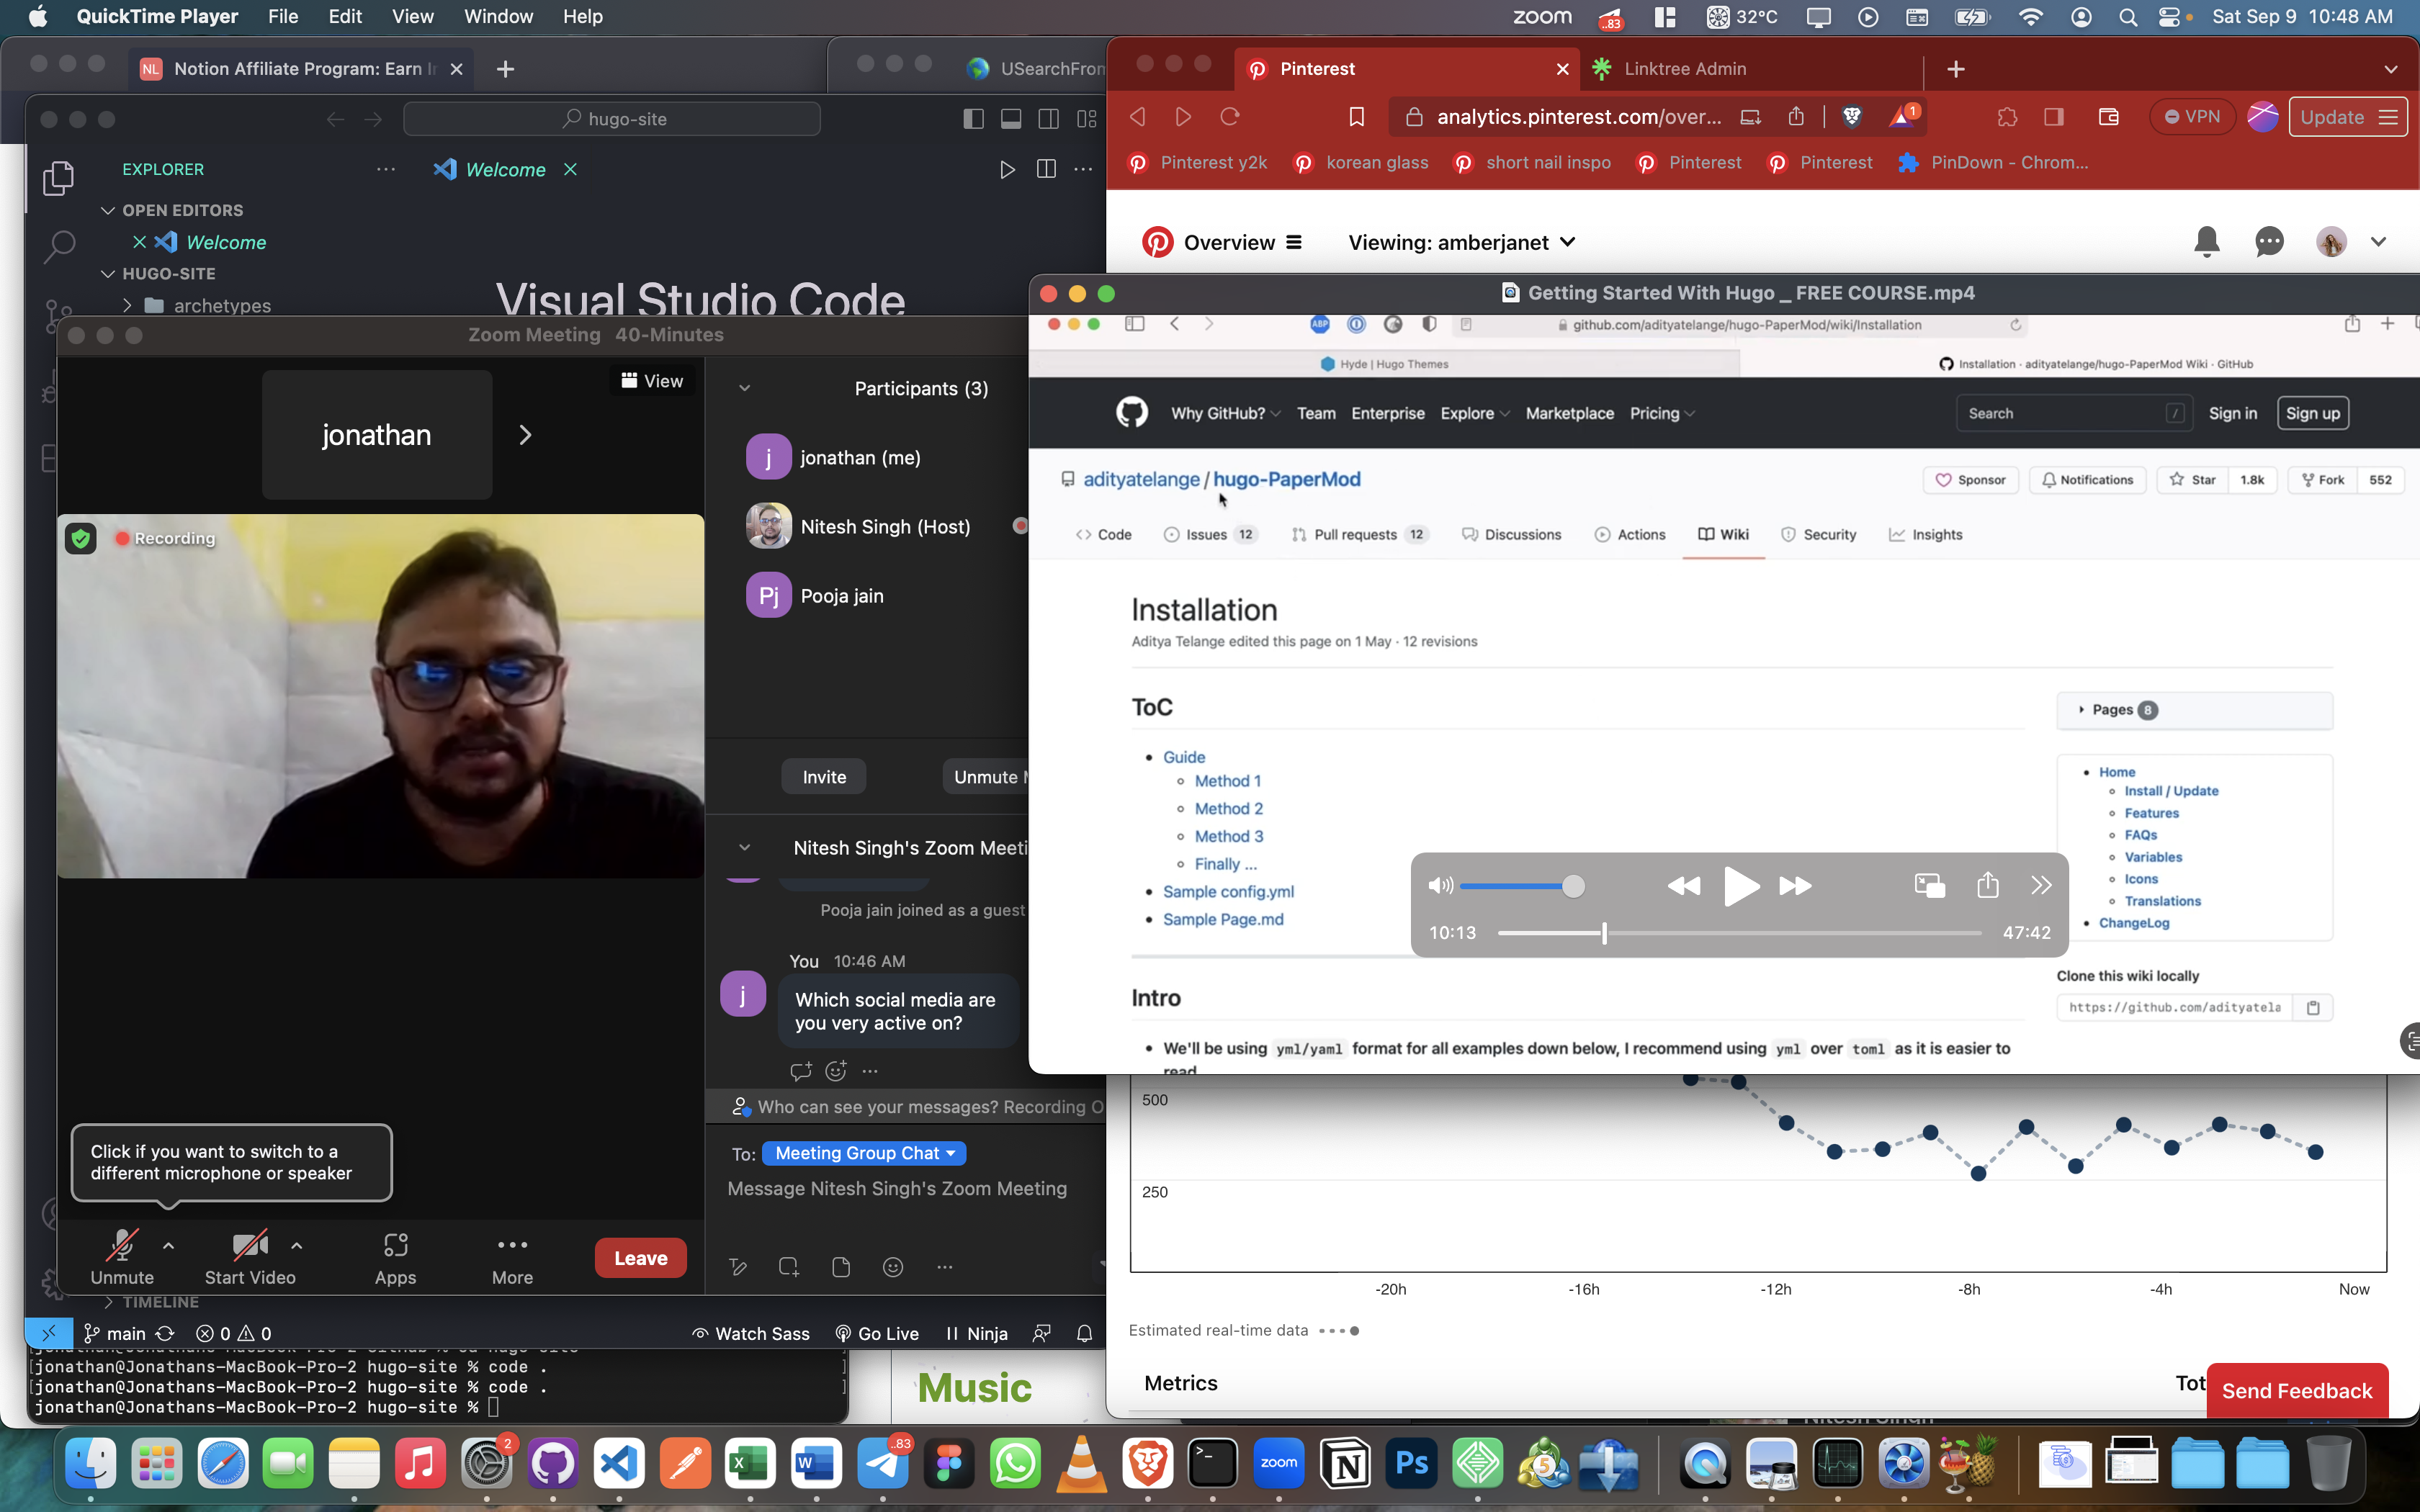 QuickTime Player File Edit View Window Help
zoom ..83 32°C Sat Sep 9 10:48 AM
NL Notion Affiliate Program: Earn
USearchFrom
Pinterest
Linktree Admin
hugo-site
analytics.pinterest.com/over...
1
VPN
Update
EXPLORER
Welcome
Pinterest y2k korean glass short nail inspo Pinterest Pinterest PinDown - Chrom...
OPEN EDITORS
Welcome
HUGO-SITE
archetypes
Visual Studio Code
Overview
Viewing: amberjanet
Zoom Meeting 40-Minutes
View
jonathan
Recording
Participants (3)
j jonathan (me)
Nitesh Singh (Host)
Pj Pooja jain
Invite
Unmute
Nitesh Singh's Zoom Meeti
Pooja jain joined as a guest
You 10:46 AM
j
Which social media are
you very active on?
Who can see your messages? Recording O
To: Meeting Group Chat
Message Nitesh Singh's Zoom Meeting
Click if you want to switch to a
different microphone or speaker
Unmute
Start Video
Apps
More
Leave
TIMELINE
main 0 0
Watch Sass
Go Live
Ninja
Getting Started With Hugo _ FREE COURSE.mp4
ABP
github.com/adityatelange/hugo-PaperMod/wiki/Installation
Hyde | Hugo Themes
Installation · adityatelange/hugo-PaperMod Wiki · GitHub
Why GitHub? Team Enterprise Explore Marketplace Pricing
Search /
Sign in
Sign up
adityatelange / hugo-PaperMod
Sponsor
Notifications
Star 1.8k
Fork 552
Code
Issues 12
Pull requests 12
Discussions
Actions
Wiki
Security
Insights
Installation
Aditya Telange edited this page on 1 May · 12 revisions
ToC
Guide
Method 1
Method 2
Method 3
Finally ...
Sample config.yml
Sample Page.md
Pages 8
Home
Install / Update
Features
FAQs
Variables
Icons
Translations
ChangeLog
10:13
47:42
Clone this wiki locally
https://github.com/adityatela
Intro
We'll be using yml/yaml format for all examples down below, I recommend using yml over toml as it is easier to
read
500
250
-20h -16h -12h -8h -4h Now
Estimated real-time data
Metrics
Tot
Send Feedback
[jonathan@Jonathans-MacBook-Pro-2 hugo-site % code . ]
[jonathan@Jonathans-MacBook-Pro-2 hugo-site % code . ]
jonathan@Jonathans-MacBook-Pro-2 hugo-site %
Music
2
X
W
..83
zoom
N
Ps
5